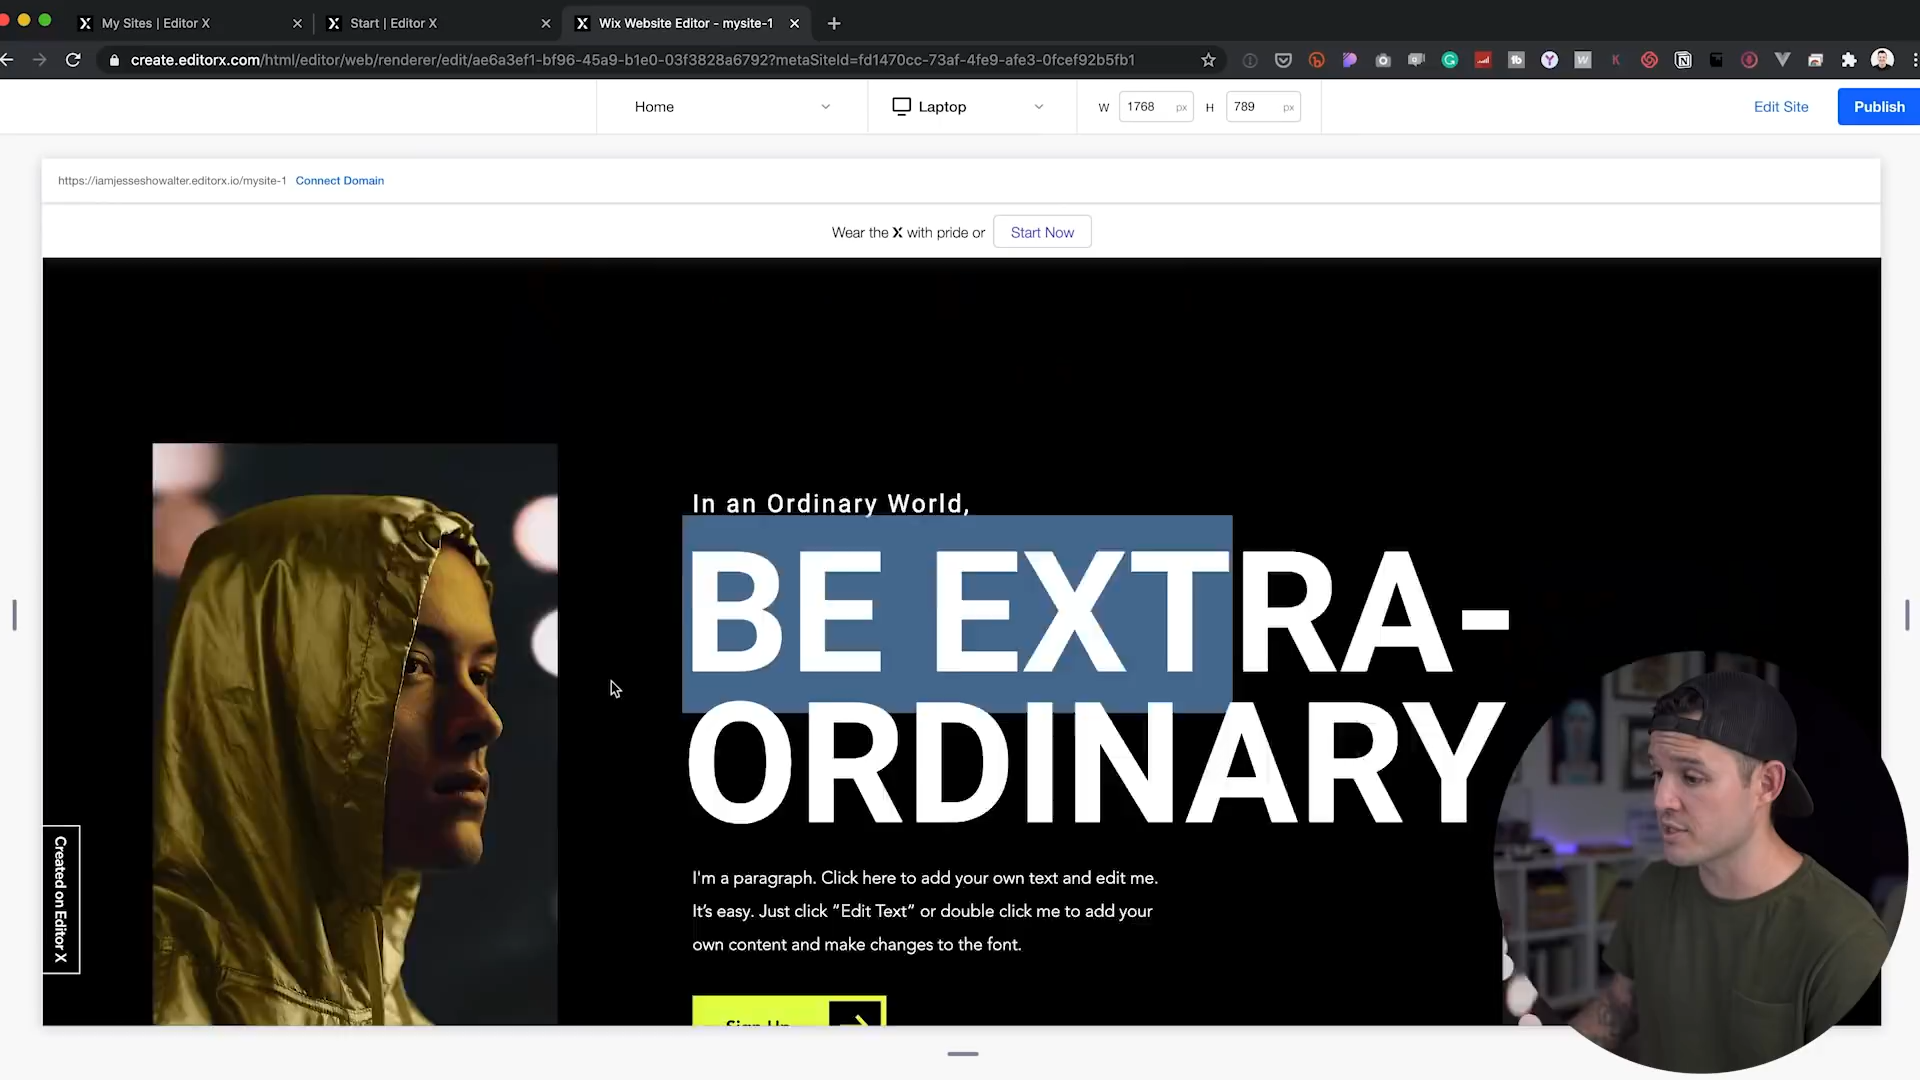 My Sites | Editor X
Start | Editor X
Wix Website Editor - mysite-1
create.editorx.com/html/editor/web/renderer/edit/ae6a3ef1-bf96-45a9-b1e0-03f3828a6792?metaSiteId=fd1470cc-73af-4fe9-afe3-0fcef92b5fb1
Home
Laptop
W 1768 px H 789 px
Edit Site
Publish
https://iamjesseshowalter.editorx.io/mysite-1 Connect Domain
Wear the X with pride or Start Now
In an Ordinary World,
BE EXTRA-
ORDINARY
I'm a paragraph. Click here to add your own text and edit me.
It's easy. Just click “Edit Text” or double click me to add your
own content and make changes to the font.
Sign Up
Created on Editor X